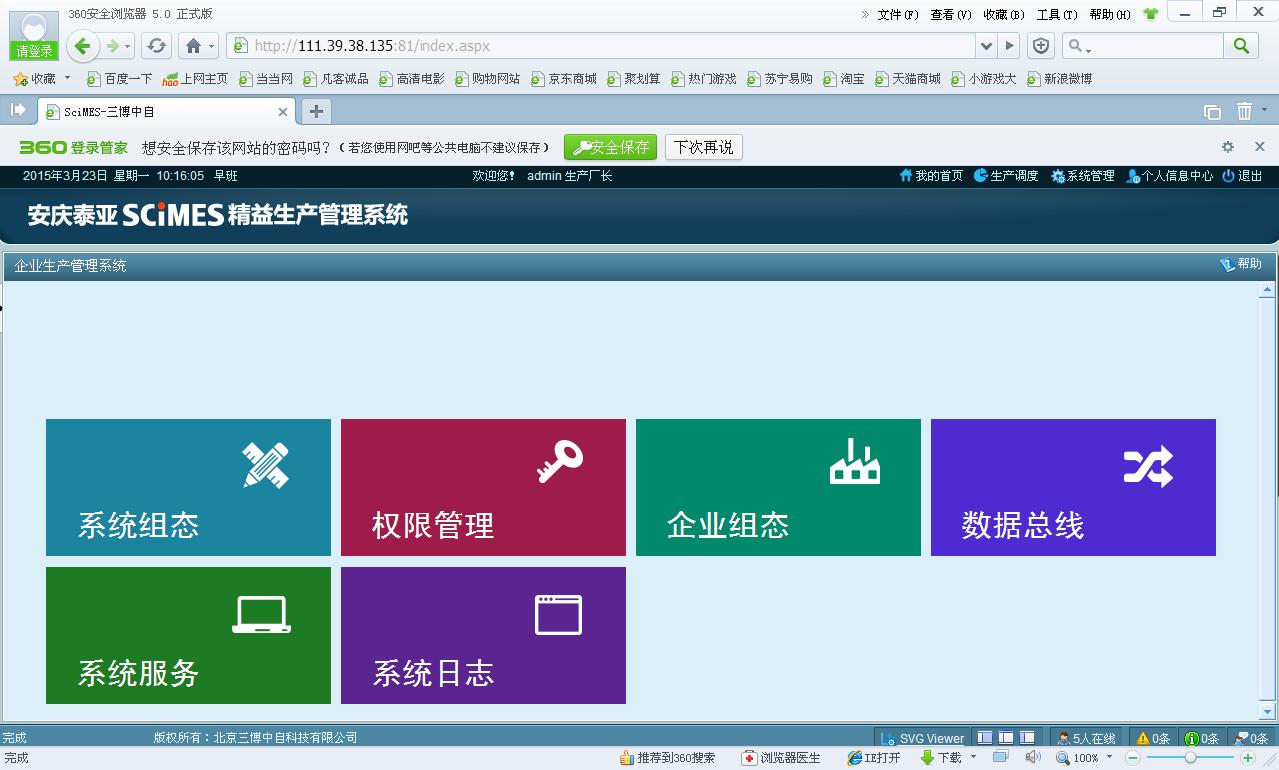 360安全浏览器 5.0 正式版
» 文件(F) 查看(V) 收藏(B) 工具(T) 帮助(H)
请登录
http://111.39.38.135:81/index.aspx
收藏 百度一下 上网主页 当当网 凡客诚品 高清电影 购物网站 京东商城 聚划算 热门游戏 苏宁易购 淘宝 天猫商城 小游戏大 新浪微博
SciMES-三博中自
360 登录管家 想安全保存该网站的密码吗?(若您使用网吧等公共电脑不建议保存) 安全保存 下次再说
2015年3月23日 星期一 10:16:05 早班 欢迎您! admin 生产厂长 我的首页 生产调度 系统管理 个人信息中心 退出
安庆泰亚 SCiMES 精益生产管理系统
企业生产管理系统 帮助
系统组态 权限管理 企业组态 数据总线
系统服务 系统日志
完成 版权所有:北京三博中自科技有限公司 SVG Viewer 5人在线 0条 0条 0条
完成 推荐到360搜索 浏览器医生 IE打开 下载 100%